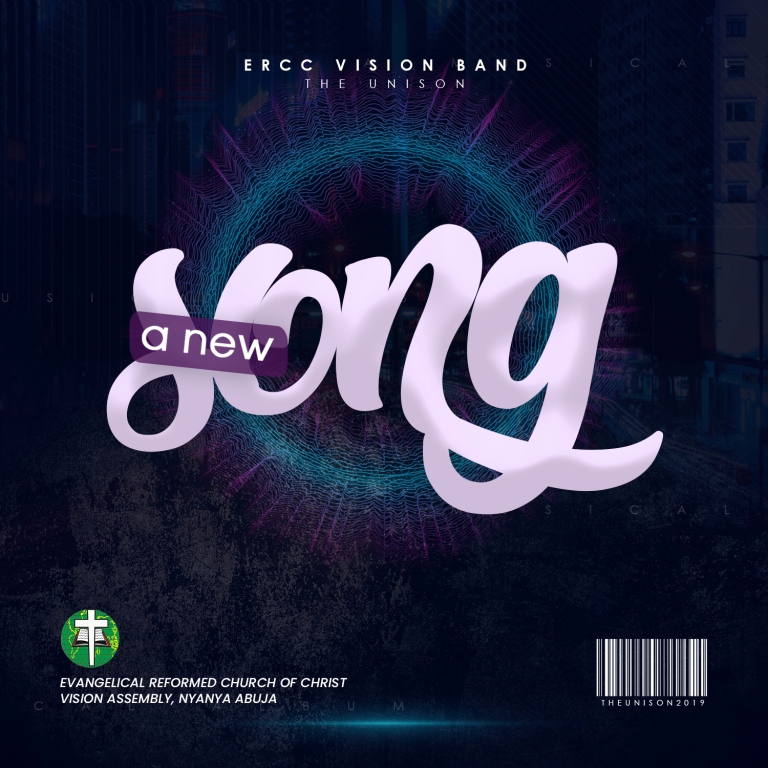 ERCC VISION BAND
THE UNISON
a new
song
EVANGELICAL REFORMED CHURCH OF CHRIST
VISION ASSEMBLY, NYANYA ABUJA
THEUNISON2019